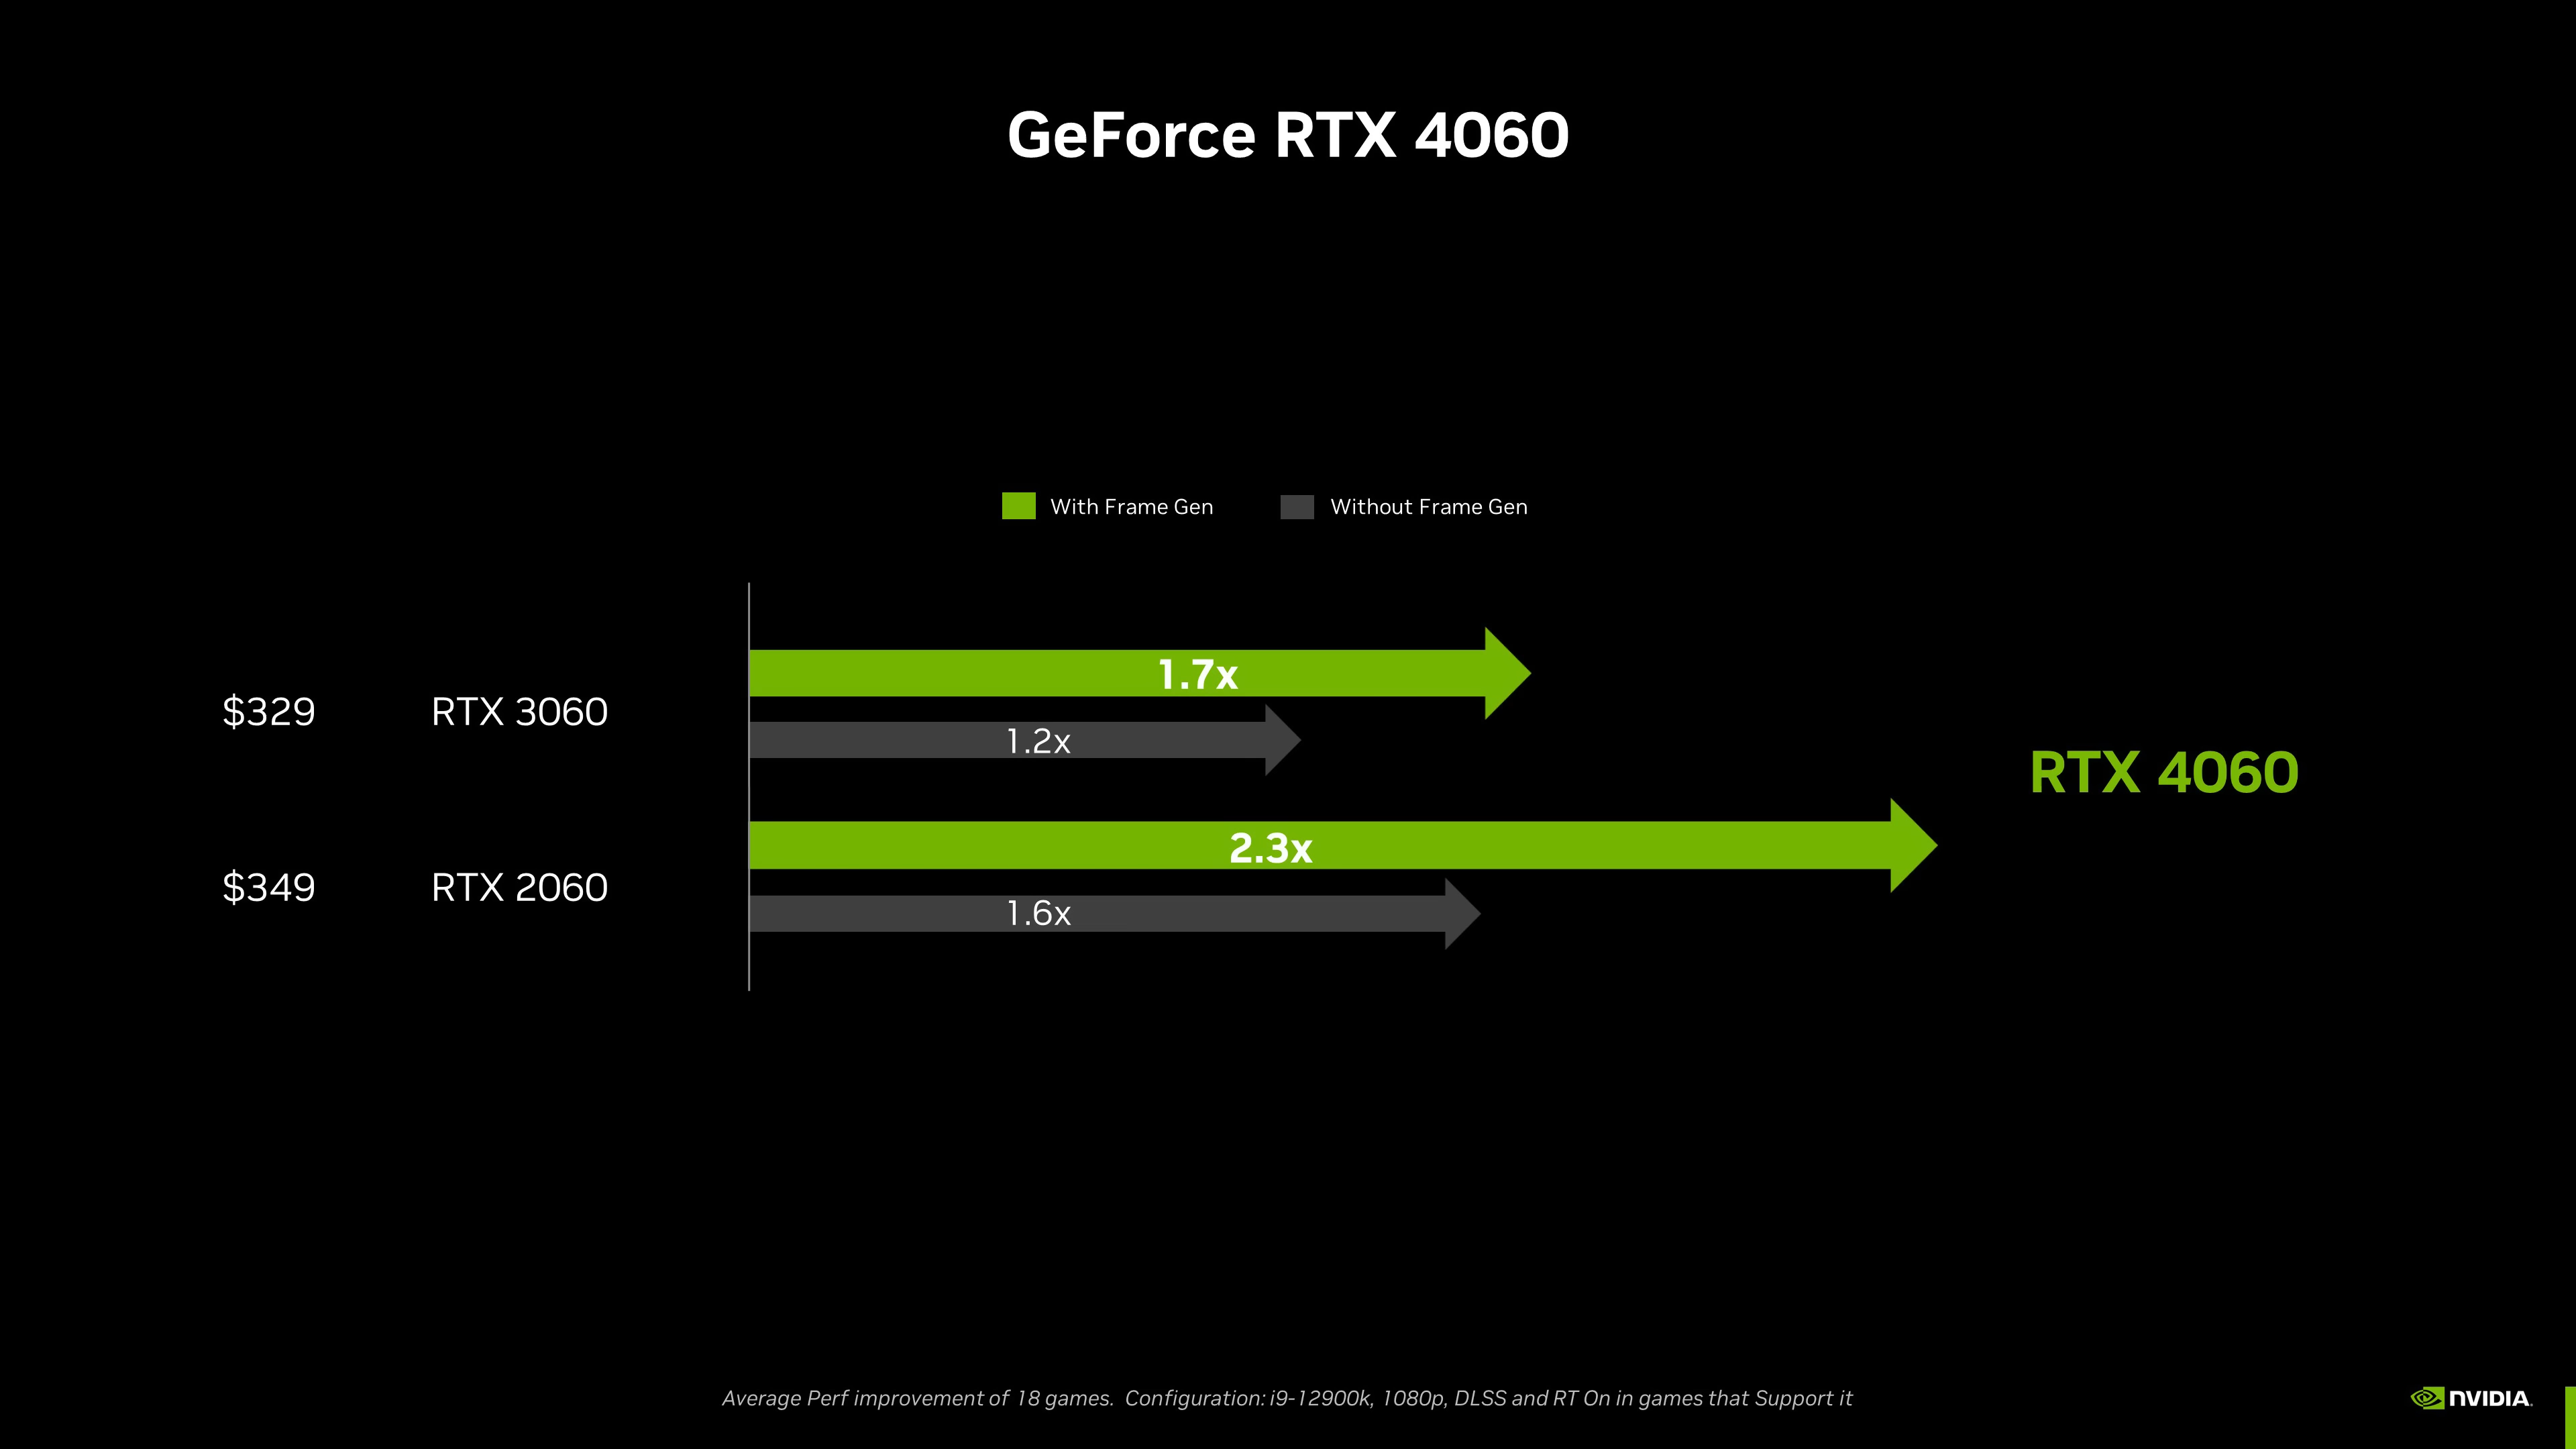 GeForce RTX 4060
With Frame Gen
Without Frame Gen
$329 RTX 3060
1.7x
1.2x
RTX 4060
$349 RTX 2060
2.3x
1.6x
Average Perf improvement of 18 games. Configuration: i9-12900k, 1080p, DLSS and RT On in games that Support it
NVIDIA.